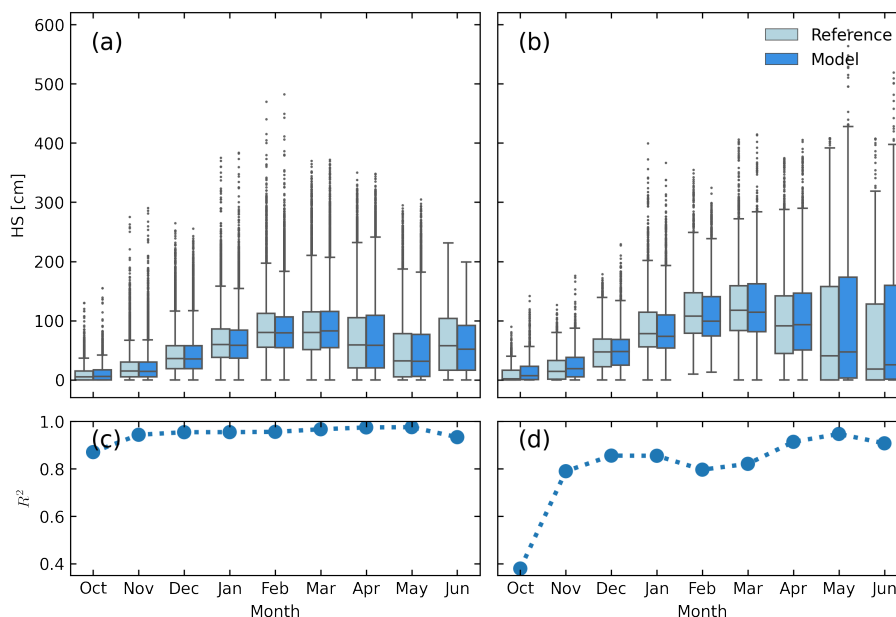 (a)
(b)
Reference
Model
600
500
400
300
200
100
0
HS [cm]
(c)
(d)
1.0
0.8
0.6
0.4
R²
Oct Nov Dec Jan Feb Mar Apr May Jun
Oct Nov Dec Jan Feb Mar Apr May Jun
Month
Month